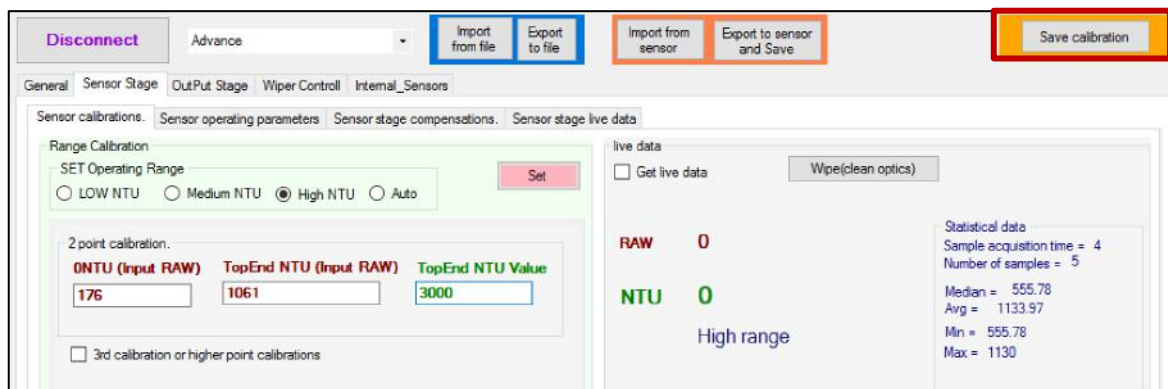 Disconnect
Advance
Import from file
Export to file
Import from sensor
Export to sensor and Save
Save calibration
General Sensor Stage OutPut Stage Wiper Controll Internal_Sensors
Sensor calibrations. Sensor operating parameters Sensor stage compensations. Sensor stage live data
Range Calibration
SET Operating Range
LOW NTU Medium NTU High NTU Auto
Set
2 point calibration.
0NTU (Input RAW) TopEnd NTU (Input RAW) TopEnd NTU Value
176 1061 3000
3rd calibration or higher point calibrations
live data
Get live data
Wipe(clean optics)
RAW 0
NTU 0
High range
Statistical data
Sample acquisition time = 4
Number of samples = 5
Median = 555.78
Avg = 1133.97
Min = 555.78
Max = 1130